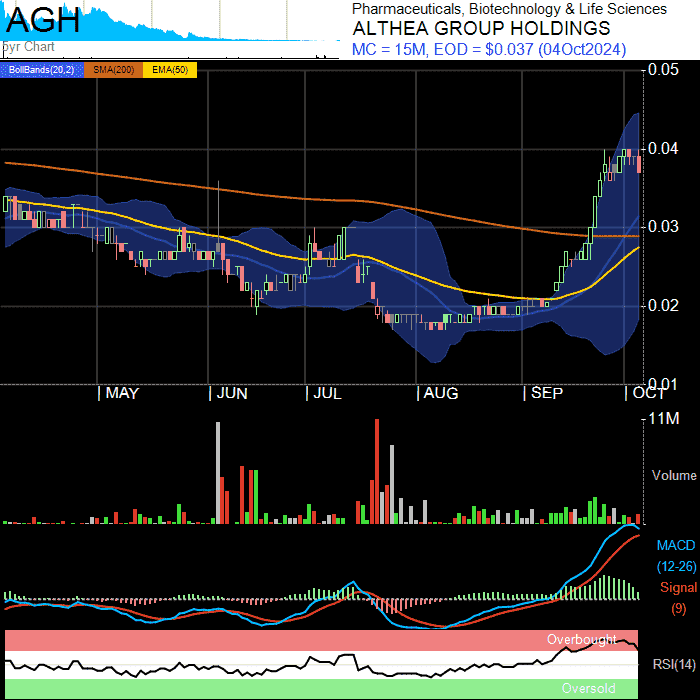 AGH
5yr Chart
Pharmaceuticals, Biotechnology & Life Sciences
ALTHEA GROUP HOLDINGS
MC = 15M, EOD = $0.037 (04Oct2024)
BollBands(20,2) SMA(200) EMA(50)
0.05
0.04
0.03
0.02
0.01
MAY JUN JUL AUG SEP OCT
11M
Volume
MACD
(12-26)
Signal
(9)
Overbought
RSI(14)
Oversold